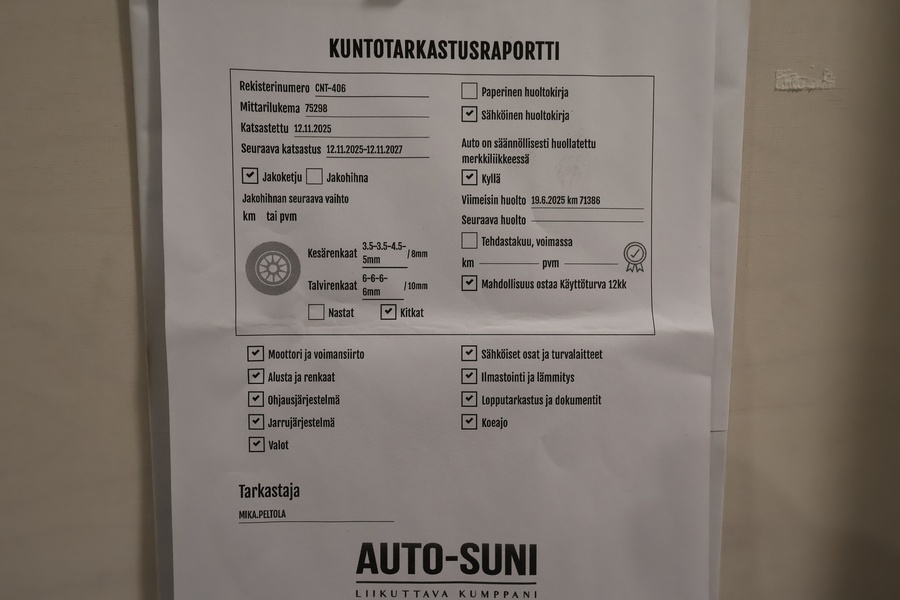 KUNTOTARKASTUSRAPORTTI
Rekisterinumero CNT-406
Mittarilukema 75298
Katsastettu 12.11.2025
Seuraava katsastus 12.11.2025-12.11.2027
Jakoketju Jakohihna
Jakohihnan seuraava vaihto
km tai pvm
Kesärenkaat 3.5-3.5-4.5-5mm / 8mm
Talvirenkaat 6-6-6-6mm / 10mm
Nastat Kitkat
Paperinen huoltokirja
Sähköinen huoltokirja
Auto on säännöllisesti huollatettu
merkkiliikkeessä
Kyllä
Viimeisin huolto 19.6.2025 km 71386
Seuraava huolto
Tehdastakuu, voimassa
km pvm
Mahdollisuus ostaa Käyttöturva 12kk
Moottori ja voimansiirto
Alusta ja renkaat
Ohjausjärjestelmä
Jarrujärjestelmä
Valot
Sähköiset osat ja turvalaitteet
Ilmastointi ja lämmitys
Lopputarkastus ja dokumentit
Koeajo
Tarkastaja
MIKA.PELTOLA
AUTO-SUNI
LIIKUTTAVA KUMPPANI